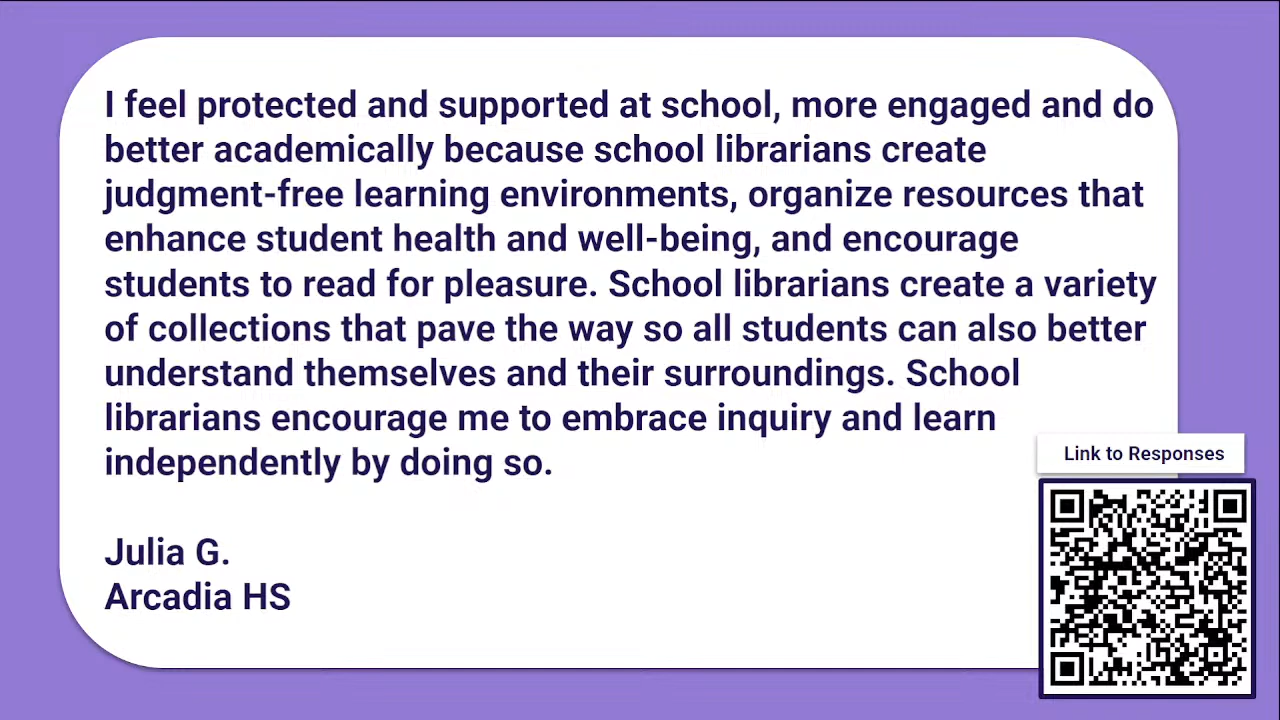 I feel protected and supported at school, more engaged and do
better academically because school librarians create
judgment-free learning environments, organize resources that
enhance student health and well-being, and encourage
students to read for pleasure. School librarians create a variety
of collections that pave the way so all students can also better
understand themselves and their surroundings. School
librarians encourage me to embrace inquiry and learn
independently by doing so.
Julia G.
Arcadia HS
Link to Responses